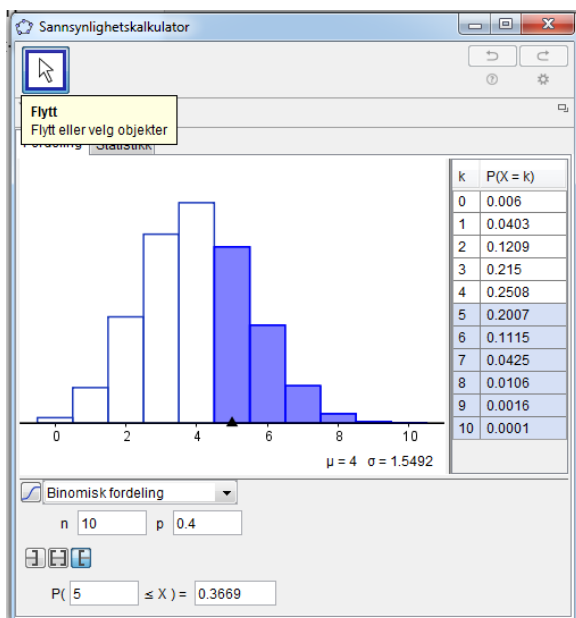 Sannsynlighetskalkulator
Flytt
Flytt eller velg objekter
Fordeling Statistikk
k P(X = k)
0 0.006
1 0.0403
2 0.1209
3 0.215
4 0.2508
5 0.2007
6 0.1115
7 0.0425
8 0.0106
9 0.0016
10 0.0001
0 2 4 6 8 10
μ = 4 σ = 1.5492
Binomisk fordeling
n 10 p 0.4
P( 5 ≤ X ) = 0.3669